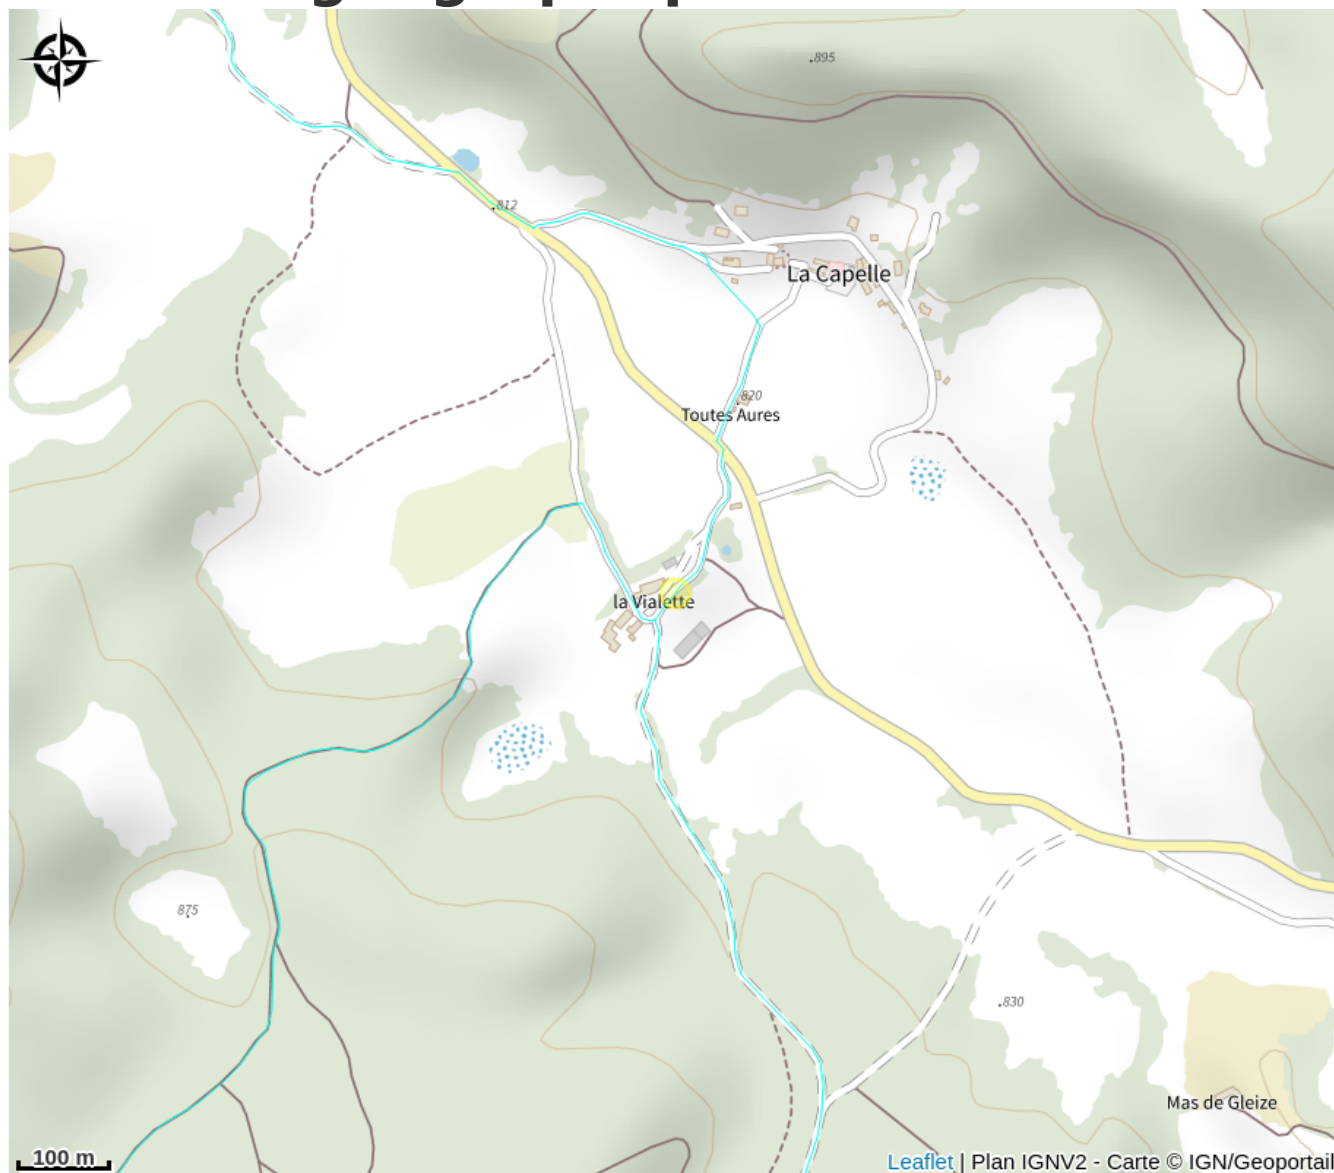 895
812
La Capelle
820
Toutes Aures
la Vialette
875
830
Mas de Gleize
100 m
Leaflet | Plan IGNV2 - Carte © IGN/Geoportail